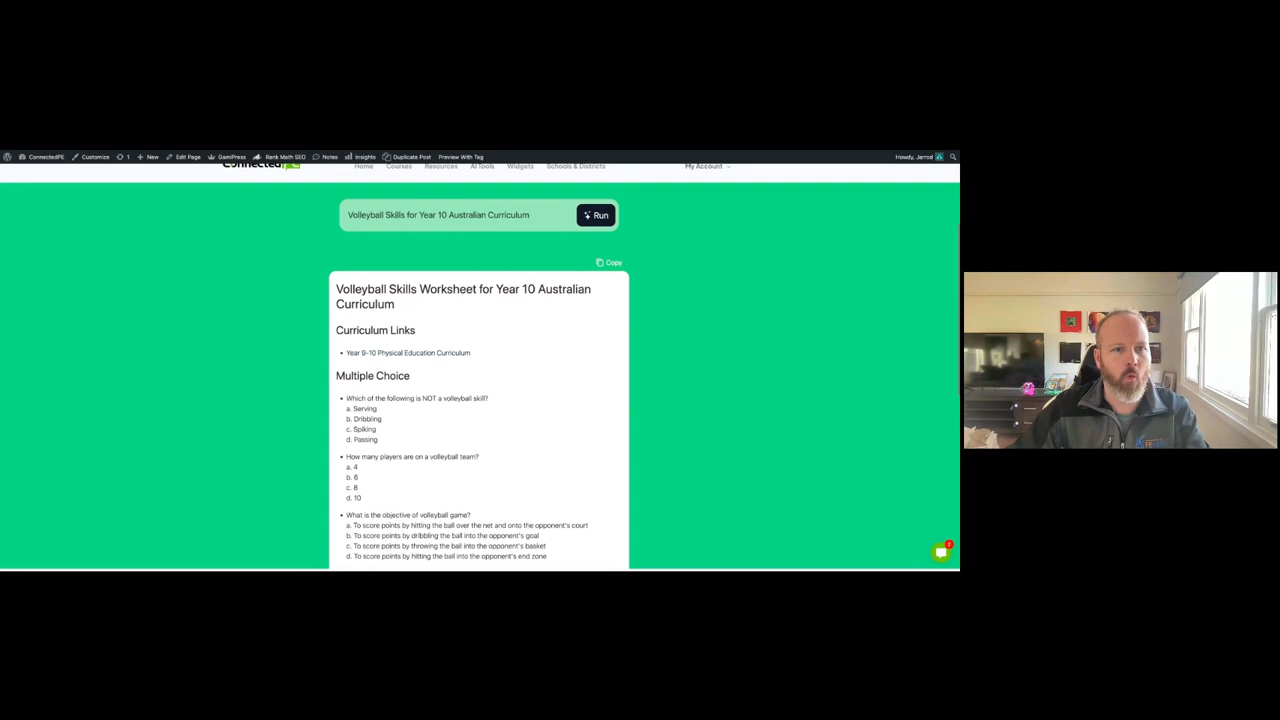 ConnectedPE Customize 1 New Edit Page GamiPress Rank Math SEO Notes Insights Duplicate Post Preview With Tag Howdy, Jarrod
ConnectedPE Home Courses Resources AI Tools Widgets Schools & Districts My Account
Volleyball Skills for Year 10 Australian Curriculum Run
Copy
Volleyball Skills Worksheet for Year 10 Australian
Curriculum
Curriculum Links
• Year 9-10 Physical Education Curriculum
Multiple Choice
• Which of the following is NOT a volleyball skill?
a. Serving
b. Dribbling
c. Spiking
d. Passing
• How many players are on a volleyball team?
a. 4
b. 6
c. 8
d. 10
• What is the objective of volleyball game?
a. To score points by hitting the ball over the net and onto the opponent's court
b. To score points by dribbling the ball into the opponent's goal
c. To score points by throwing the ball into the opponent's basket
d. To score points by hitting the ball into the opponent's end zone